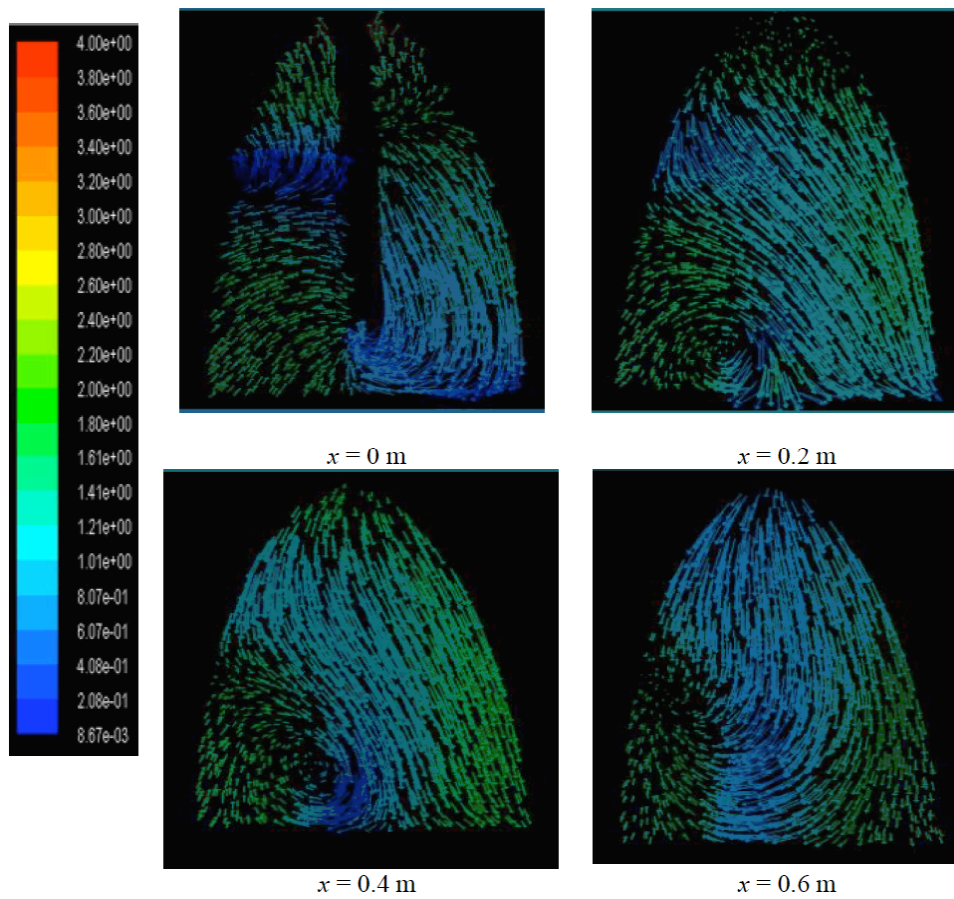 4.00e+00
3.80e+00
3.60e+00
3.40e+00
3.20e+00
3.00e+00
2.80e+00
2.60e+00
2.40e+00
2.20e+00
2.00e+00
1.80e+00
1.61e+00
1.41e+00
1.21e+00
1.01e+00
8.07e-01
6.07e-01
4.08e-01
2.08e-01
8.67e-03
x = 0 m
x = 0.2 m
x = 0.4 m
x = 0.6 m